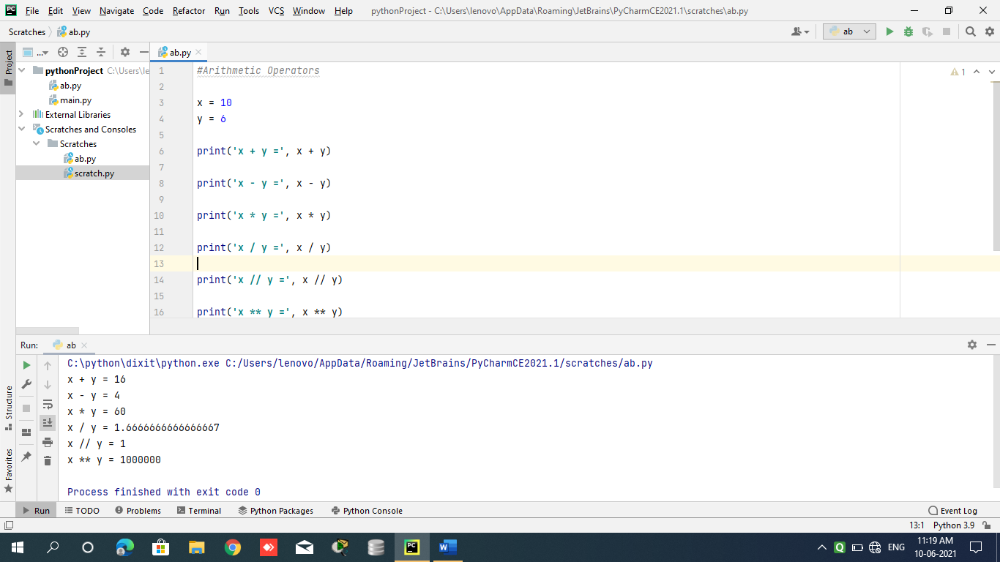 File Edit View Navigate Code Refactor Run Tools VCS Window Help pythonProject - C:\Users\lenovo\AppData\Roaming\JetBrains\PyCharmCE2021.1\scratches\ab.py
Scratches ab.py
ab
Project
...
ab.py
pythonProject C:\Users\le
ab.py
main.py
External Libraries
Scratches and Consoles
Scratches
ab.py
scratch.py
1 #Arithmetic Operators
1
2
3 x = 10
4 y = 6
5
6 print('x + y =', x + y)
7
8 print('x - y =', x - y)
9
10 print('x * y =', x * y)
11
12 print('x / y =', x / y)
13
14 print('x // y =', x // y)
15
16 print('x ** y =', x ** y)
Run: ab
C:\python\dixit\python.exe C:/Users/lenovo/AppData/Roaming/JetBrains/PyCharmCE2021.1/scratches/ab.py
x + y = 16
x - y = 4
x * y = 60
x / y = 1.6666666666666667
x // y = 1
x ** y = 1000000
Process finished with exit code 0
Structure
Favorites
Run TODO Problems Terminal Python Packages Python Console Event Log
13:1 Python 3.9
ENG 11:19 AM
10-06-2021